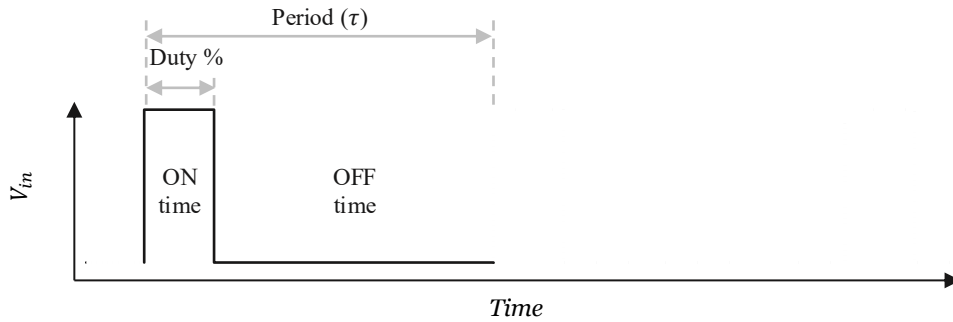 Period (τ)
Duty %
V_in
ON
time
OFF
time
Time